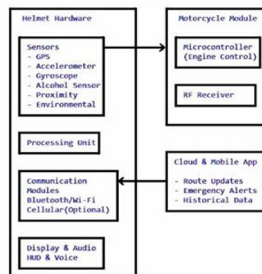 Helmet Hardware
Sensors
- GPS
- Accelerometer
- Gyroscope
- Alcohol Sensor
- Proximity
- Environmental
Processing Unit
Communication
Modules
Bluetooth/Wi-Fi
Cellular(Optional)
Display & Audio
HUD & Voice
Motorcycle Module
Microcontroller
(Engine Control)
RF Receiver
Cloud & Mobile App
- Route Updates
- Emergency Alerts
- Historical Data